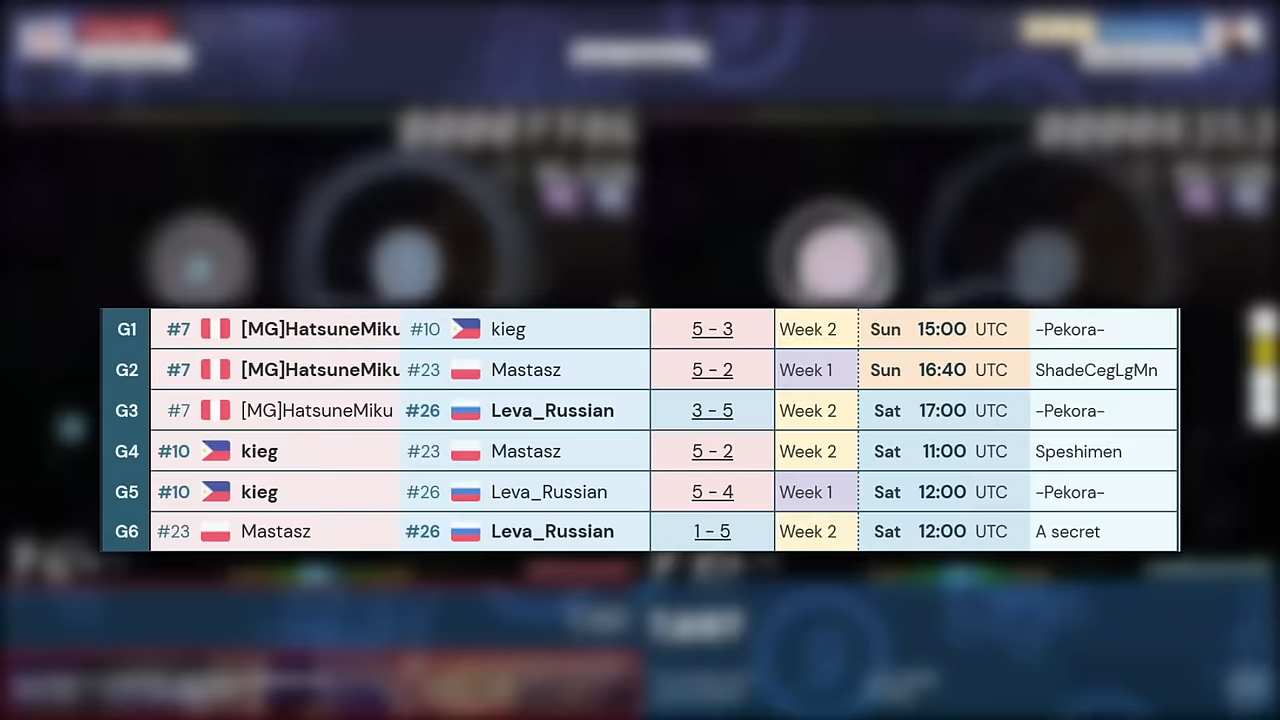 G1 #7 [MG]HatsuneMiku #10 kieg 5 - 3 Week 2 Sun 15:00 UTC -Pekora-
G2 #7 [MG]HatsuneMiku #23 Mastasz 5 - 2 Week 1 Sun 16:40 UTC ShadeCegLgMn
G3 #7 [MG]HatsuneMiku #26 Leva_Russian 3 - 5 Week 2 Sat 17:00 UTC -Pekora-
G4 #10 kieg #23 Mastasz 5 - 2 Week 2 Sat 11:00 UTC Speshimen
G5 #10 kieg #26 Leva_Russian 5 - 4 Week 1 Sat 12:00 UTC -Pekora-
G6 #23 Mastasz #26 Leva_Russian 1 - 5 Week 2 Sat 12:00 UTC A secret